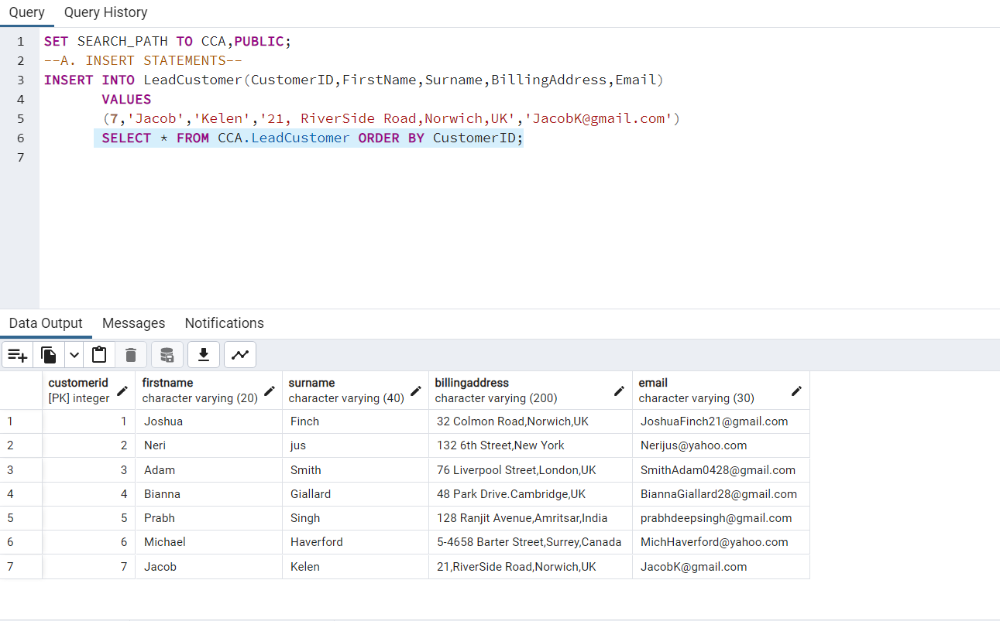 Query Query History
1 SET SEARCH_PATH TO CCA,PUBLIC;
2 --A. INSERT STATEMENTS--
3 INSERT INTO LeadCustomer(CustomerID,FirstName,Surname,BillingAddress,Email)
4 VALUES
5 (7,'Jacob','Kelen','21, RiverSide Road,Norwich,UK','JacobK@gmail.com')
6 SELECT * FROM CCA.LeadCustomer ORDER BY CustomerID;
7
Data Output Messages Notifications
customerid firstname surname billingaddress email
[PK] integer character varying (20) character varying (40) character varying (200) character varying (30)
1 1 Joshua Finch 32 Colmon Road,Norwich,UK JoshuaFinch21@gmail.com
2 2 Neri jus 132 6th Street,New York Nerijus@yahoo.com
3 3 Adam Smith 76 Liverpool Street,London,UK SmithAdam0428@gmail.com
4 4 Bianna Giallard 48 Park Drive.Cambridge,UK BiannaGiallard28@gmail.com
5 5 Prabh Singh 128 Ranjit Avenue,Amritsar,India prabhdeepsingh@gmail.com
6 6 Michael Haverford 5-4658 Barter Street,Surrey,Canada MichHaverford@yahoo.com
7 7 Jacob Kelen 21,RiverSide Road,Norwich,UK JacobK@gmail.com